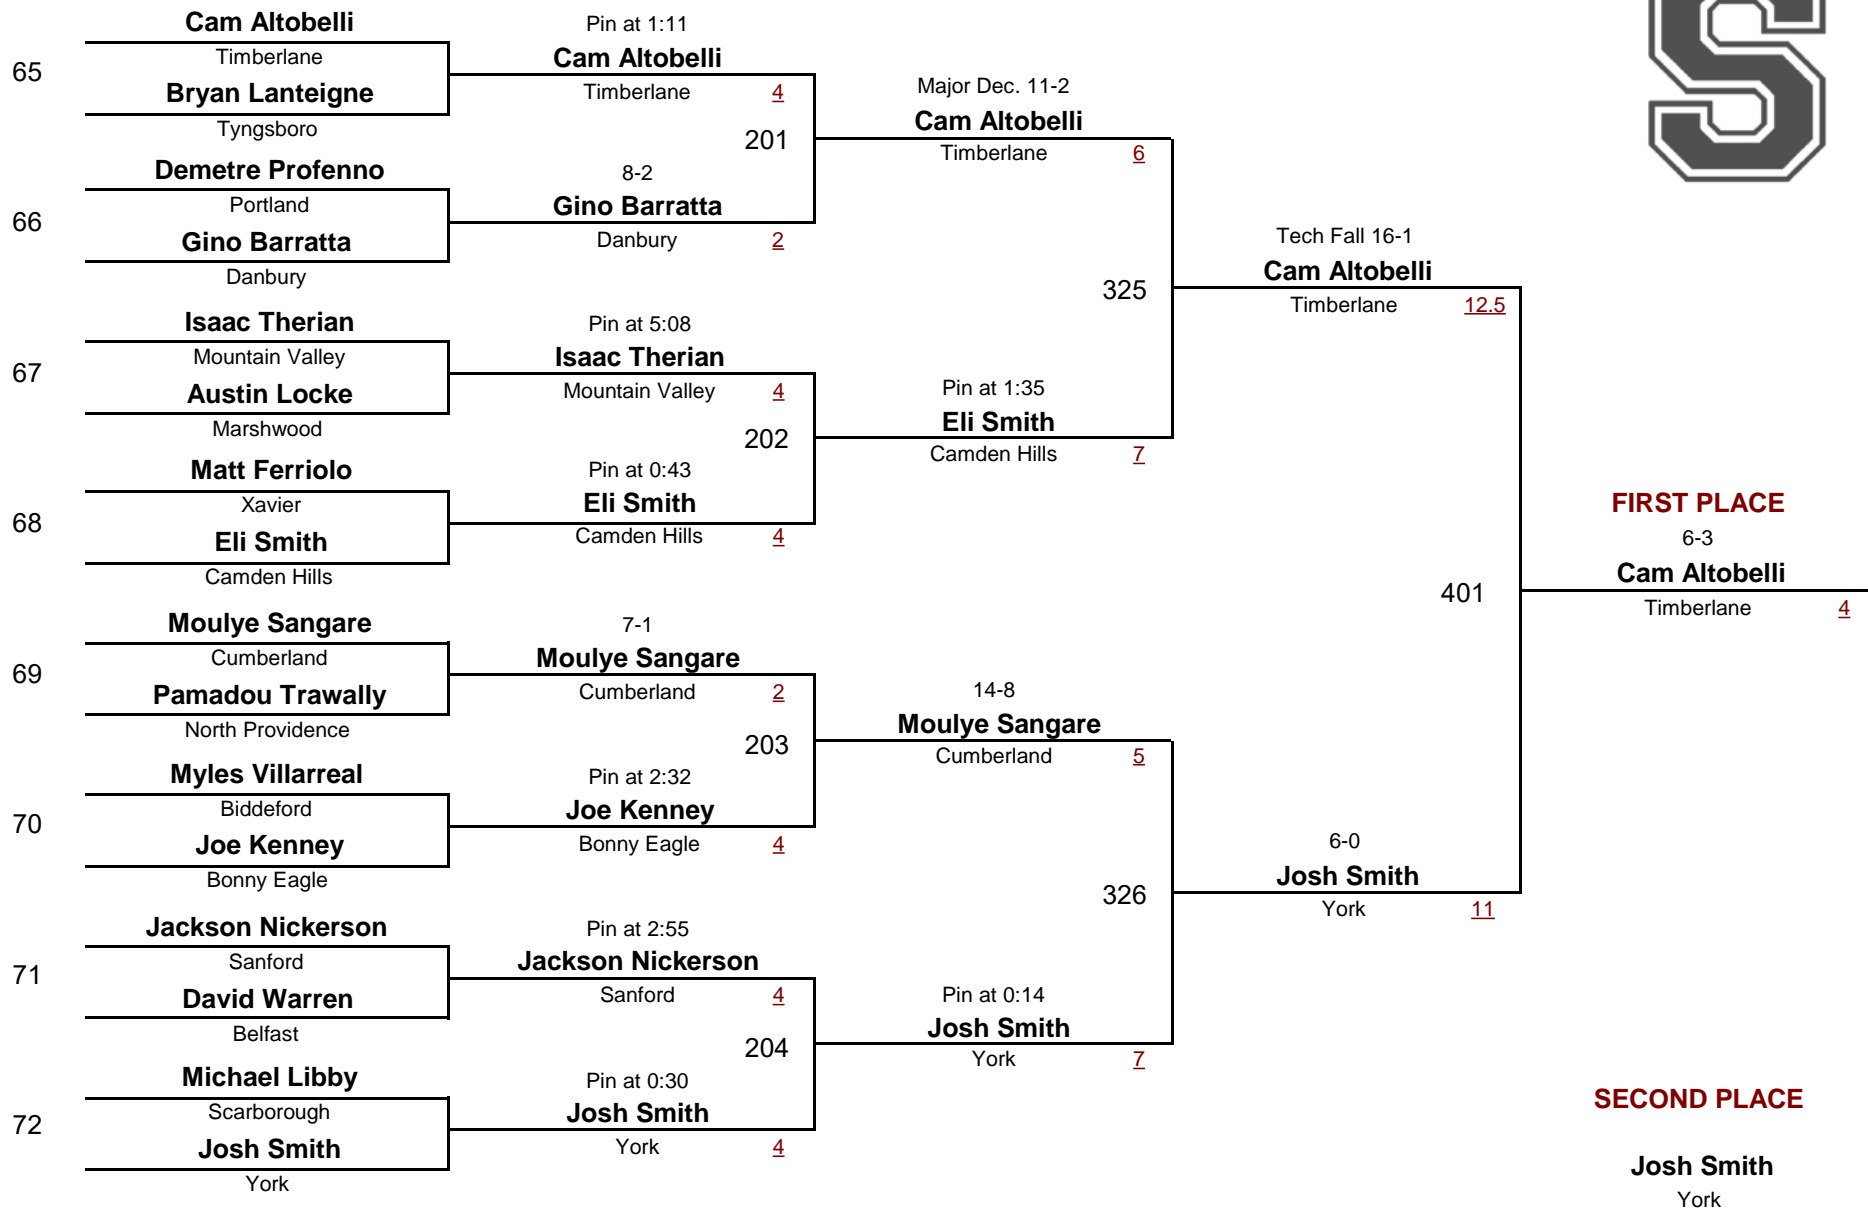 Cam Altobelli
65
Timberlane
Bryan Lanteigne
Tyngsboro
Demetre Profenno
66
Portland
Gino Barratta
Danbury
Isaac Therian
67
Mountain Valley
Austin Locke
Marshwood
Matt Ferriolo
68
Xavier
Eli Smith
Camden Hills
Moulye Sangare
69
Cumberland
Pamadou Trawally
North Providence
Myles Villarreal
70
Biddeford
Joe Kenney
Bonny Eagle
Jackson Nickerson
71
Sanford
David Warren
Belfast
Michael Libby
72
Scarborough
Josh Smith
York
Pin at 1:11
Cam Altobelli
Timberlane 4
201
8-2
Gino Barratta
Danbury 2
Pin at 5:08
Isaac Therian
Mountain Valley 4
202
Pin at 0:43
Eli Smith
Camden Hills 4
7-1
Moulye Sangare
Cumberland 2
203
Pin at 2:32
Joe Kenney
Bonny Eagle 4
Pin at 2:55
Jackson Nickerson
Sanford 4
204
Pin at 0:30
Josh Smith
York 4
Major Dec. 11-2
Cam Altobelli
Timberlane 6
325
Pin at 1:35
Eli Smith
Camden Hills 7
14-8
Moulye Sangare
Cumberland 5
326
Pin at 0:14
Josh Smith
York 7
Tech Fall 16-1
Cam Altobelli
Timberlane 12.5
401
6-0
Josh Smith
York 11
S
FIRST PLACE
6-3
Cam Altobelli
Timberlane 4
SECOND PLACE
Josh Smith
York